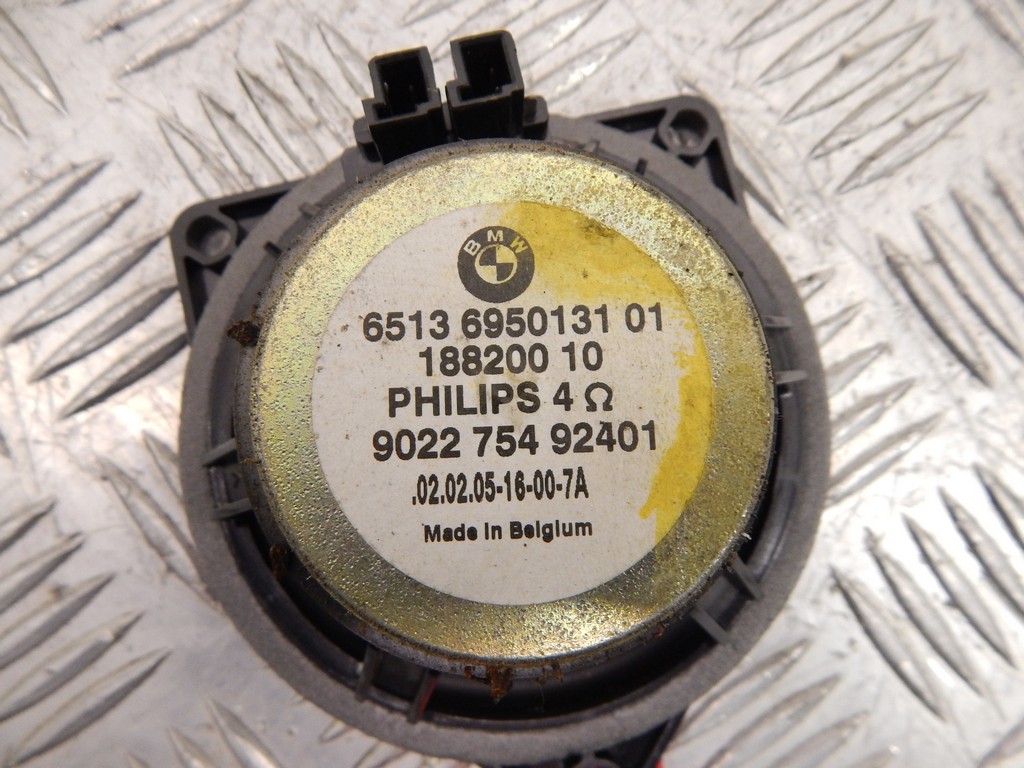 BMW
6513 6950131 01
188200 10
PHILIPS 4 Ω
9022 754 92401
.02.02.05-16-00-7A
Made in Belgium